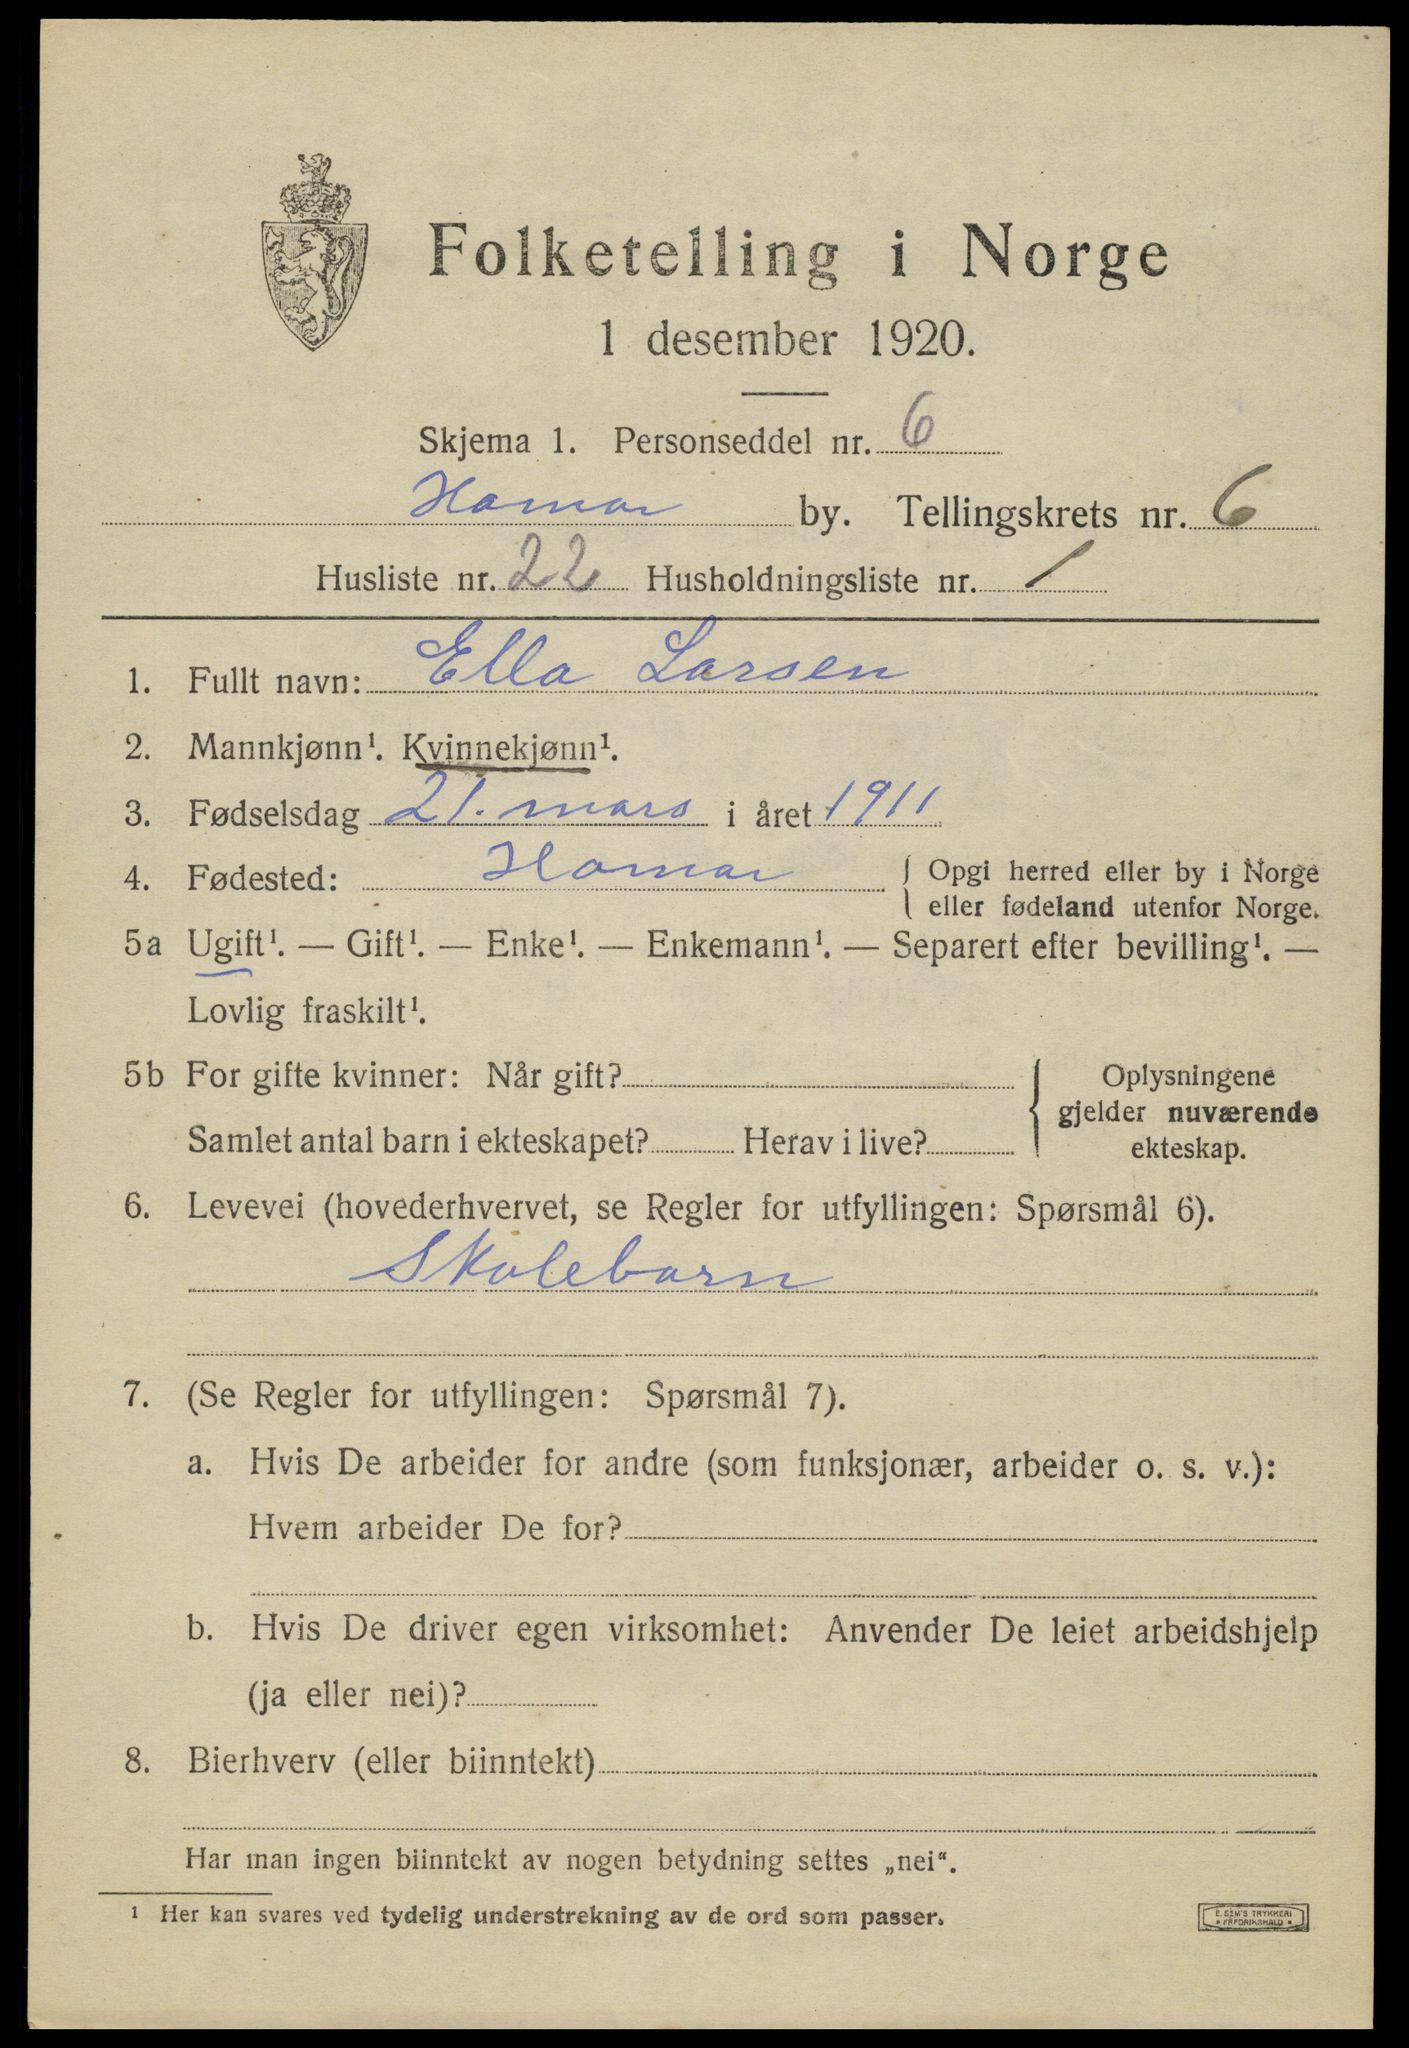 Folketelling i Norge
1 desember 1920.
Skjema 1. Personseddel nr. 6
Hamar by. Tellingskrets nr. 6
Husliste nr. 22 Husholdningsliste nr. 1
1. Fullt navn: Ella Larsen
2. Mannkjønn¹. Kvinnekjønn¹.
3. Fødselsdag 21. mars i året 1911
4. Fødested: Hamar { Opgi herred eller by i Norge
eller fødeland utenfor Norge.
5a Ugift¹. — Gift¹. — Enke¹. — Enkemann¹. — Separert efter bevilling¹. —
Lovlig fraskilt¹.
5b For gifte kvinner: Når gift? { Oplysningene
gjelder nuværende
Samlet antal barn i ekteskapet? Herav i live?
ekteskap.
6. Levevei (hovederhvervet, se Regler for utfyllingen: Spørsmål 6).
Skolebarn
7. (Se Regler for utfyllingen: Spørsmål 7).
a. Hvis De arbeider for andre (som funksjonær, arbeider o. s. v.):
Hvem arbeider De for?
b. Hvis De driver egen virksomhet: Anvender De leiet arbeidshjelp
(ja eller nei)?
8. Bierhverv (eller biinntekt)
Har man ingen biinntekt av nogen betydning settes „nei“.
¹ Her kan svares ved tydelig understrekning av de ord som passer.
E. SEM'S TRYKKERI
FREDRIKSHALD